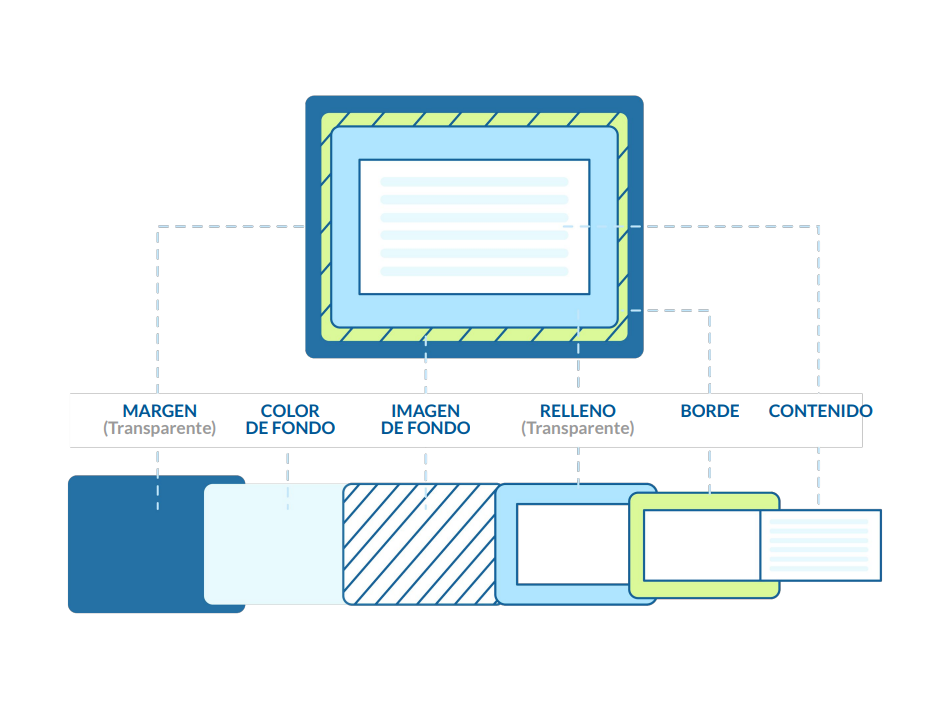 MARGEN
(Transparente)
COLOR
DE FONDO
IMAGEN
DE FONDO
RELLENO
(Transparente)
BORDE
CONTENIDO